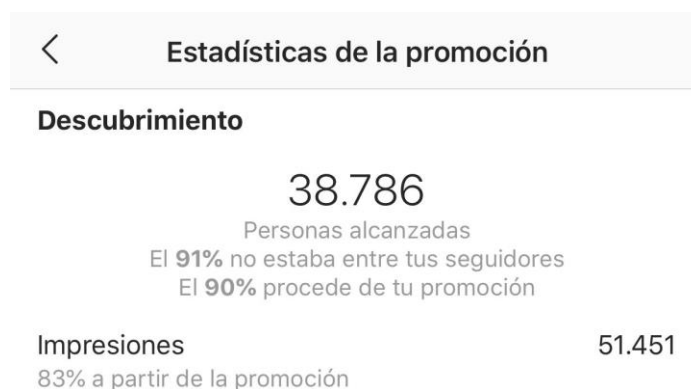 Estadísticas de la promoción
Descubrimiento
38.786
Personas alcanzadas
El 91% no estaba entre tus seguidores
El 90% procede de tu promoción
Impresiones 51.451
83% a partir de la promoción